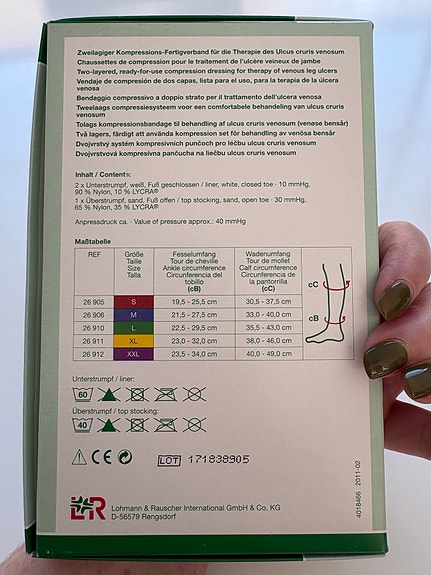 Zweilagiger Kompressions-Fertigverband für die Therapie des Ulcus cruris venosum
Chaussettes de compression pour le traitement de l'ulcère veineux de jambe
Two-layered, ready-for-use compression dressing for therapy of venous leg ulcers
Vendaje de compresión de dos capas, lista para el uso, para la terapia de la úlcera
venosa
Bendaggio compressivo a doppio strato per il trattamento dell'ulcera venosa
Tweelaags compressiesysteem voor een comfortabele behandeling van ulcus cruris
venosum
Tolags kompressionsbandage til behandling af ulcus cruris venosum (venese bensår)
Två lagers, färdigt att använda kompression set för behandling av venösa bensår
Dvojvrstvý systém kompresivních punčoch pro léčbu ulcus cruris venosum
Dvojvrstvová kompresívna pančucha na liečbu ulcus cruris venosum
Inhalt / Contents:
2 x Unterstrumpf, weiß, Fuß geschlossen / liner, white, closed toe · 10 mmHg,
90 % Nylon, 10 % LYCRA®
1 x Überstrumpf, sand, Fuß offen / top stocking, sand, open toe · 30 mmHg,
65 % Nylon, 35 % LYCRA®
Anpressdruck ca. · Value of pressure approx.: 40 mmHg
Maßtabelle
REF Größe Taille Size Talla Fesselumfang Tour de cheville Ankle circumference Circunferencia del tobillo (cB) Wadenumfang Tour de mollet Calf circumference Circunferencia de la pantorrilla (cC)
26 905 S 19,5 - 25,5 cm 30,5 - 37,5 cm
26 906 M 21,5 - 27,5 cm 33,0 - 40,0 cm
26 910 L 22,5 - 29,5 cm 35,5 - 43,0 cm
26 911 XL 23,0 - 32,0 cm 38,0 - 46,0 cm
26 912 XXL 23,5 - 34,0 cm 40,0 - 49,0 cm
cC
cB
Unterstrumpf / liner:
60
Überstrumpf / top stocking:
40
CE LOT 171838905
L&R Lohmann & Rauscher International GmbH & Co. KG
D-56579 Rengsdorf
4018466 2011-02